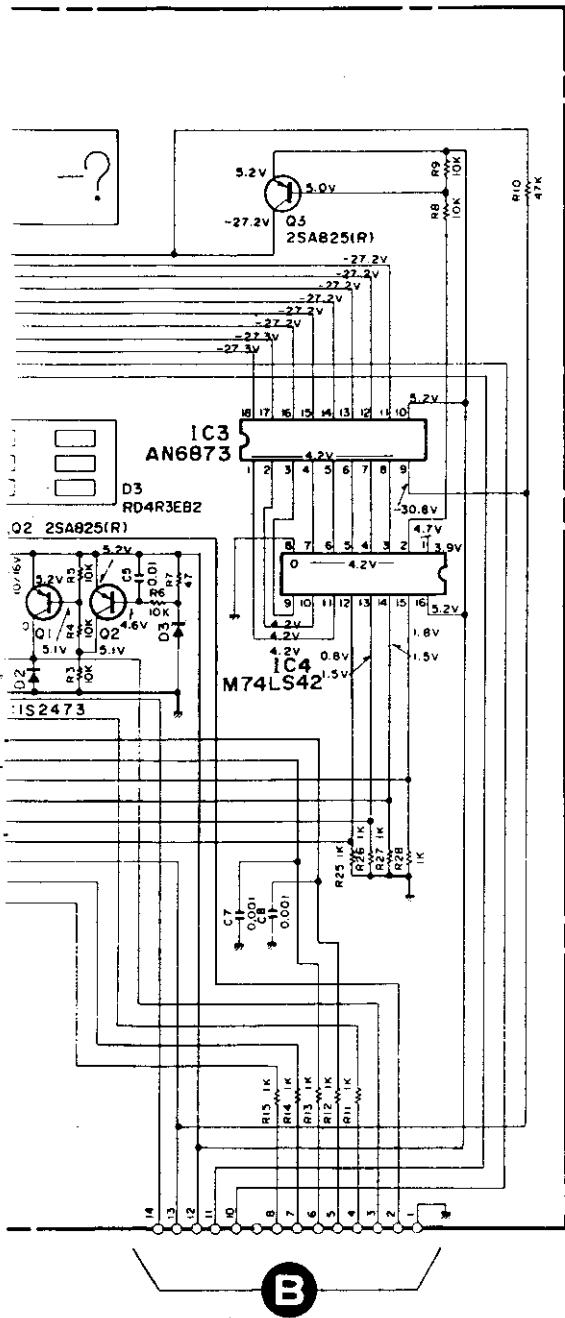 -?
5.2V
5.0V
-27.2V
Q3
2SA825(R)
R9
10K
R8
10K
R10
47K
-27.2V
-27.2V
-27.2V
-27.2V
-27.2V
-27.2V
-27.3V
-27.3V
18 17 16 15 14 13 12 11 10
5.2V
IC3
AN6873
4.2V
1 2 3 4 5 6 7 8 9
-30.8V
D3
RD4R3EB2
Q2 2SA825(R)
4.7V
8 7 6 5 4 3 2 1
3.9V
0
4.2V
9 10 11 12 13 14 15 16
5.2V
10/16V
5.2V
0
Q1
5.1V
R5
10K
R4
10K
R3
10K
5.2V
Q2
4.6V
5.1V
C5
0.01
R6
10K
R7
47
D3
D2
1S2473
4.2V
4.2V
4.2V
IC4
M74LS42
0.8V
1.5V
1.8V
1.5V
R25 1K
R26 1K
R27 1K
R28 1K
C7
0.001
C8
0.001
R15 1K
R14 1K
R13 1K
R12 1K
R11 1K
14 13 12 11 10 8 7 6 5 4 3 2 1
B